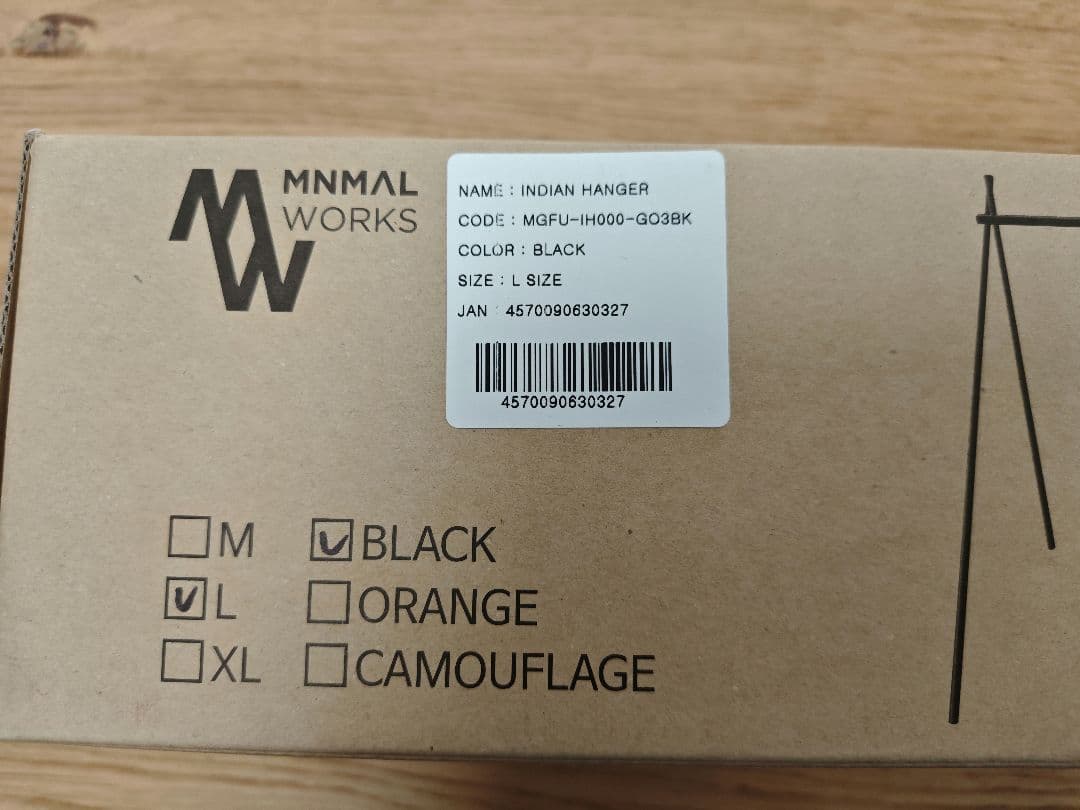 MNMAL
WORKS
NAME : INDIAN HANGER
CODE : MGFU-IH000-GO3BK
COLOR : BLACK
SIZE : L SIZE
JAN : 4570090630327
4570090630327
M BLACK
L ORANGE
XL CAMOUFLAGE